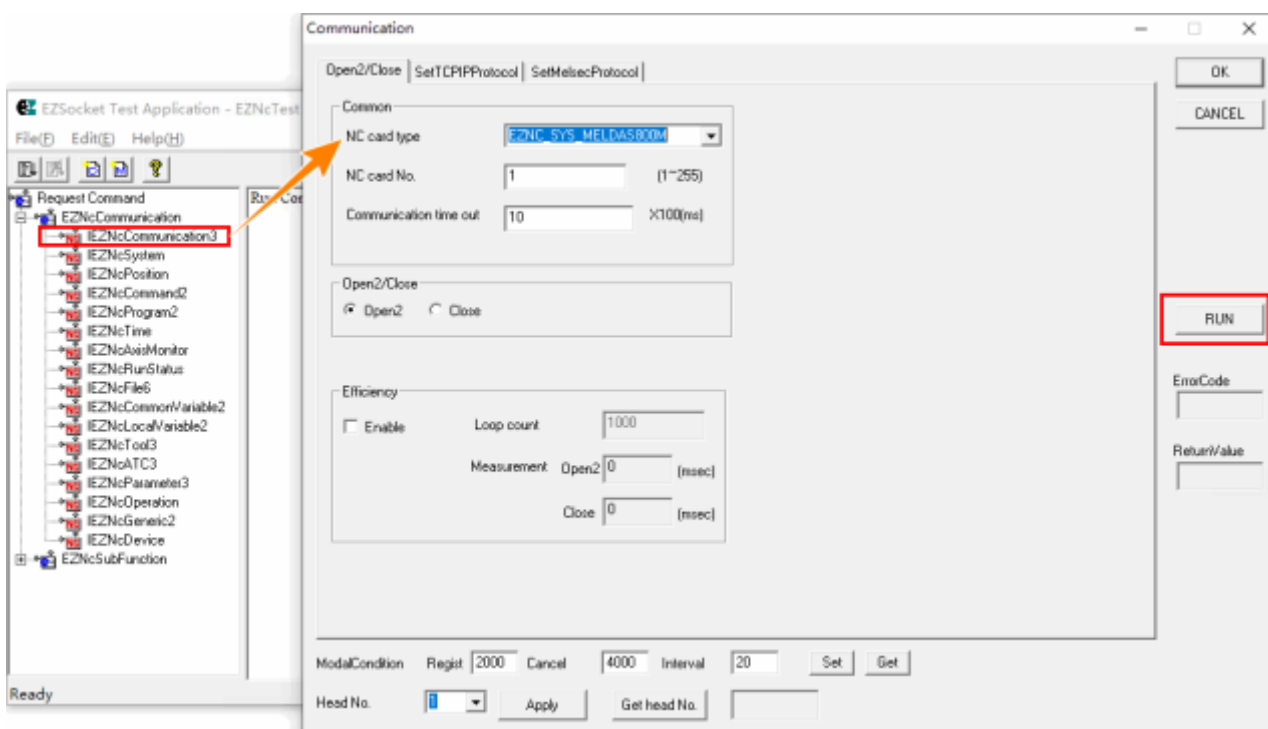 EZSocket Test Application - EZNcTest
File(F) Edit(E) Help(H)
Request Command
EZNcCommunication
IEZNcCommunication3
IEZNcSystem
IEZNcPosition
IEZNcCommand2
IEZNcProgram2
IEZNcTime
IEZNcAxisMonitor
IEZNcRunStatus
IEZNcFile6
IEZNcCommonVariable2
IEZNcLocalVariable2
IEZNcTool3
IEZNcATC3
IEZNcParameter3
IEZNcOperation
IEZNcGeneric2
IEZNcDevice
EZNcSubFunction
Ready
Communication
Open2/Close SetTCPIPProtocol SetMelsecProtocol
Common
NC card type EZNC_SYS_MELDAS800M
NC card No. 1 (1~255)
Communication time out 10 X100(ms)
Open2/Close
Open2 Close
Efficiency
Enable Loop count 1000
Measurement Open2 0 (msec)
Close 0 (msec)
OK
CANCEL
RUN
ErrorCode
ReturnValue
ModalCondition Regist 2000 Cancel 4000 Interval 20 Set Get
Head No. 1 Apply Get head No.